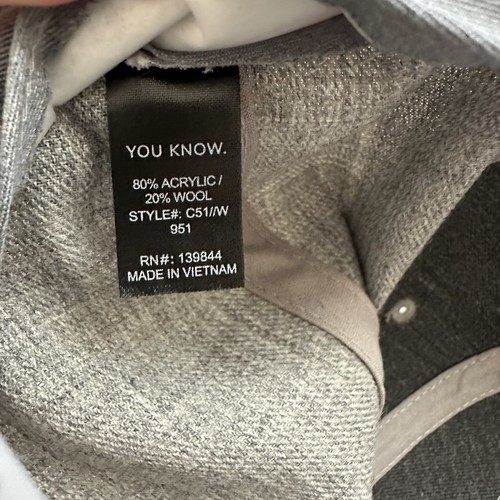 YOU KNOW.
80% ACRYLIC /
20% WOOL
STYLE#: C51//W
951
RN#: 139844
MADE IN VIETNAM